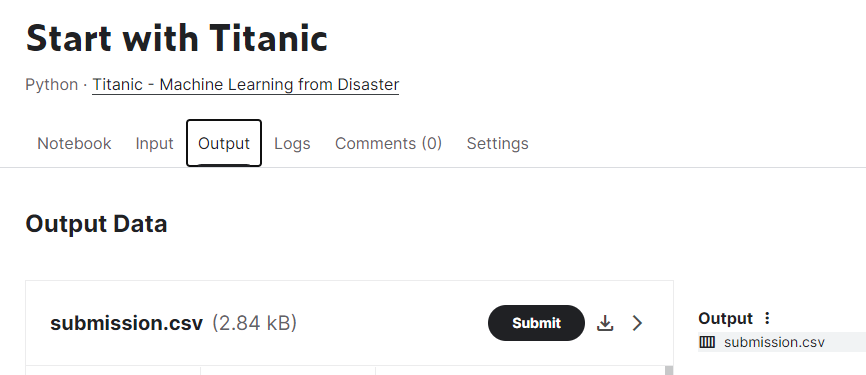 Start with Titanic
Python · Titanic - Machine Learning from Disaster
Notebook Input Output Logs Comments (0) Settings
Output Data
submission.csv (2.84 kB) Submit
Output
submission.csv